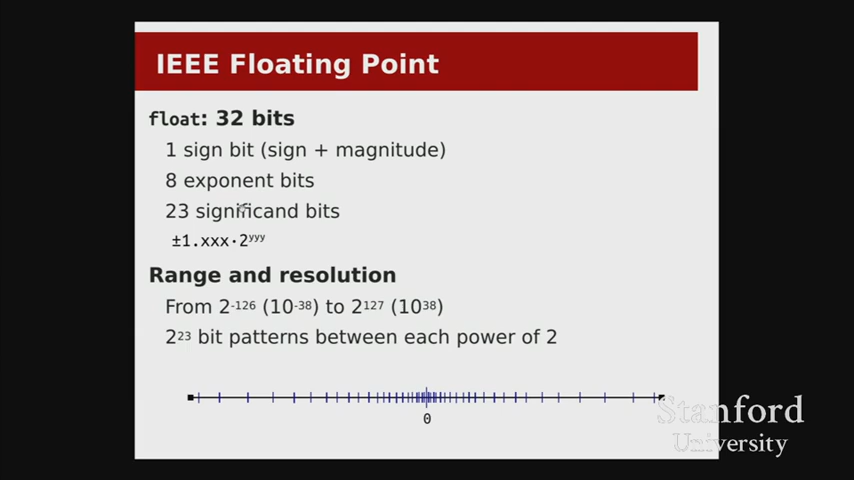 IEEE Floating Point
float: 32 bits
1 sign bit (sign + magnitude)
8 exponent bits
23 significand bits
±1.xxx·2ʸʸʸ
Range and resolution
From 2⁻¹²⁶ (10⁻³⁸) to 2¹²⁷ (10³⁸)
2²³ bit patterns between each power of 2
0
Stanford
University